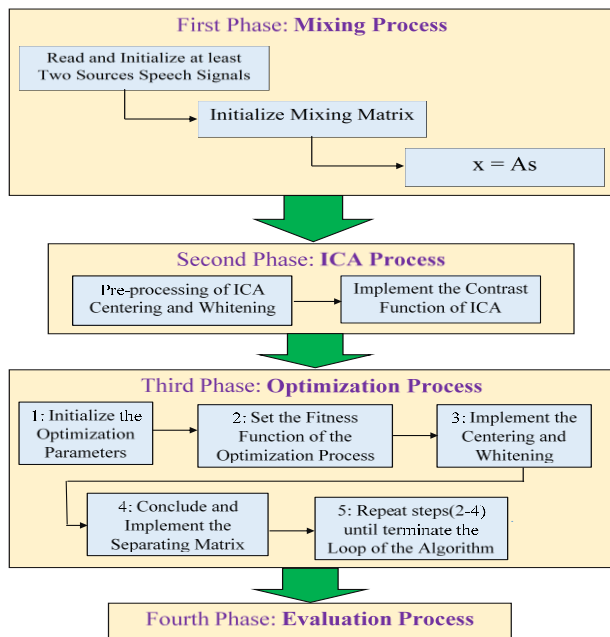 First Phase: Mixing Process
Read and Initialize at least
Two Sources Speech Signals
Initialize Mixing Matrix
x = As
Second Phase: ICA Process
Pre-processing of ICA
Centering and Whitening
Implement the Contrast
Function of ICA
Third Phase: Optimization Process
1: Initialize the
Optimization
Parameters
2: Set the Fitness
Function of the
Optimization Process
3: Implement the
Centering and
Whitening
4: Conclude and
Implement the
Separating Matrix
5: Repeat steps(2-4)
until terminate the
Loop of the Algorithm
Fourth Phase: Evaluation Process